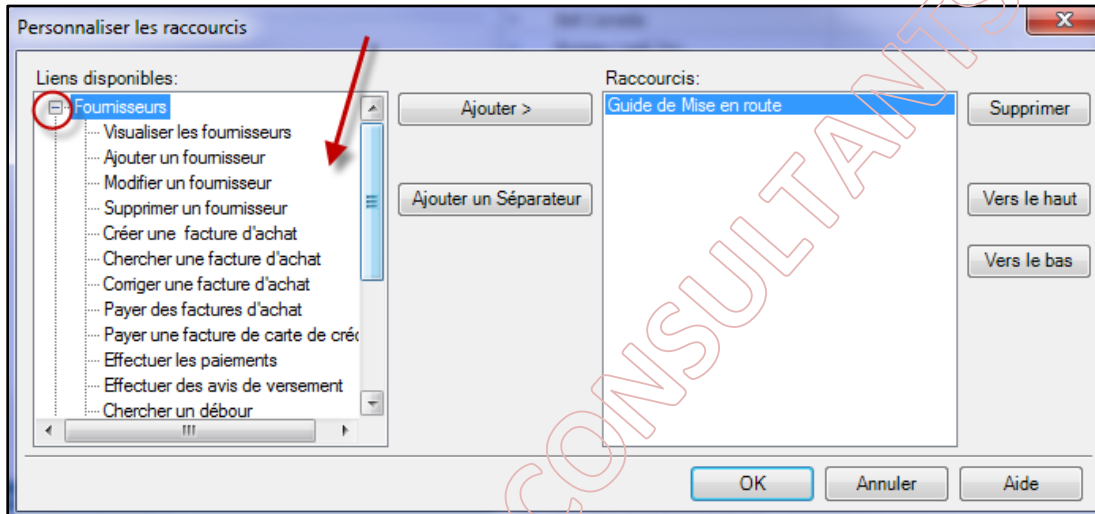 Personnaliser les raccourcis
Liens disponibles:
Fournisseurs
Visualiser les fournisseurs
Ajouter un fournisseur
Modifier un fournisseur
Supprimer un fournisseur
Créer une facture d'achat
Chercher une facture d'achat
Corriger une facture d'achat
Payer des factures d'achat
Payer une facture de carte de créd
Effectuer les paiements
Effectuer des avis de versement
Chercher un débour
Ajouter >
Ajouter un Séparateur
Raccourcis:
Guide de Mise en route
Supprimer
Vers le haut
Vers le bas
OK
Annuler
Aide
CONSULTANTS